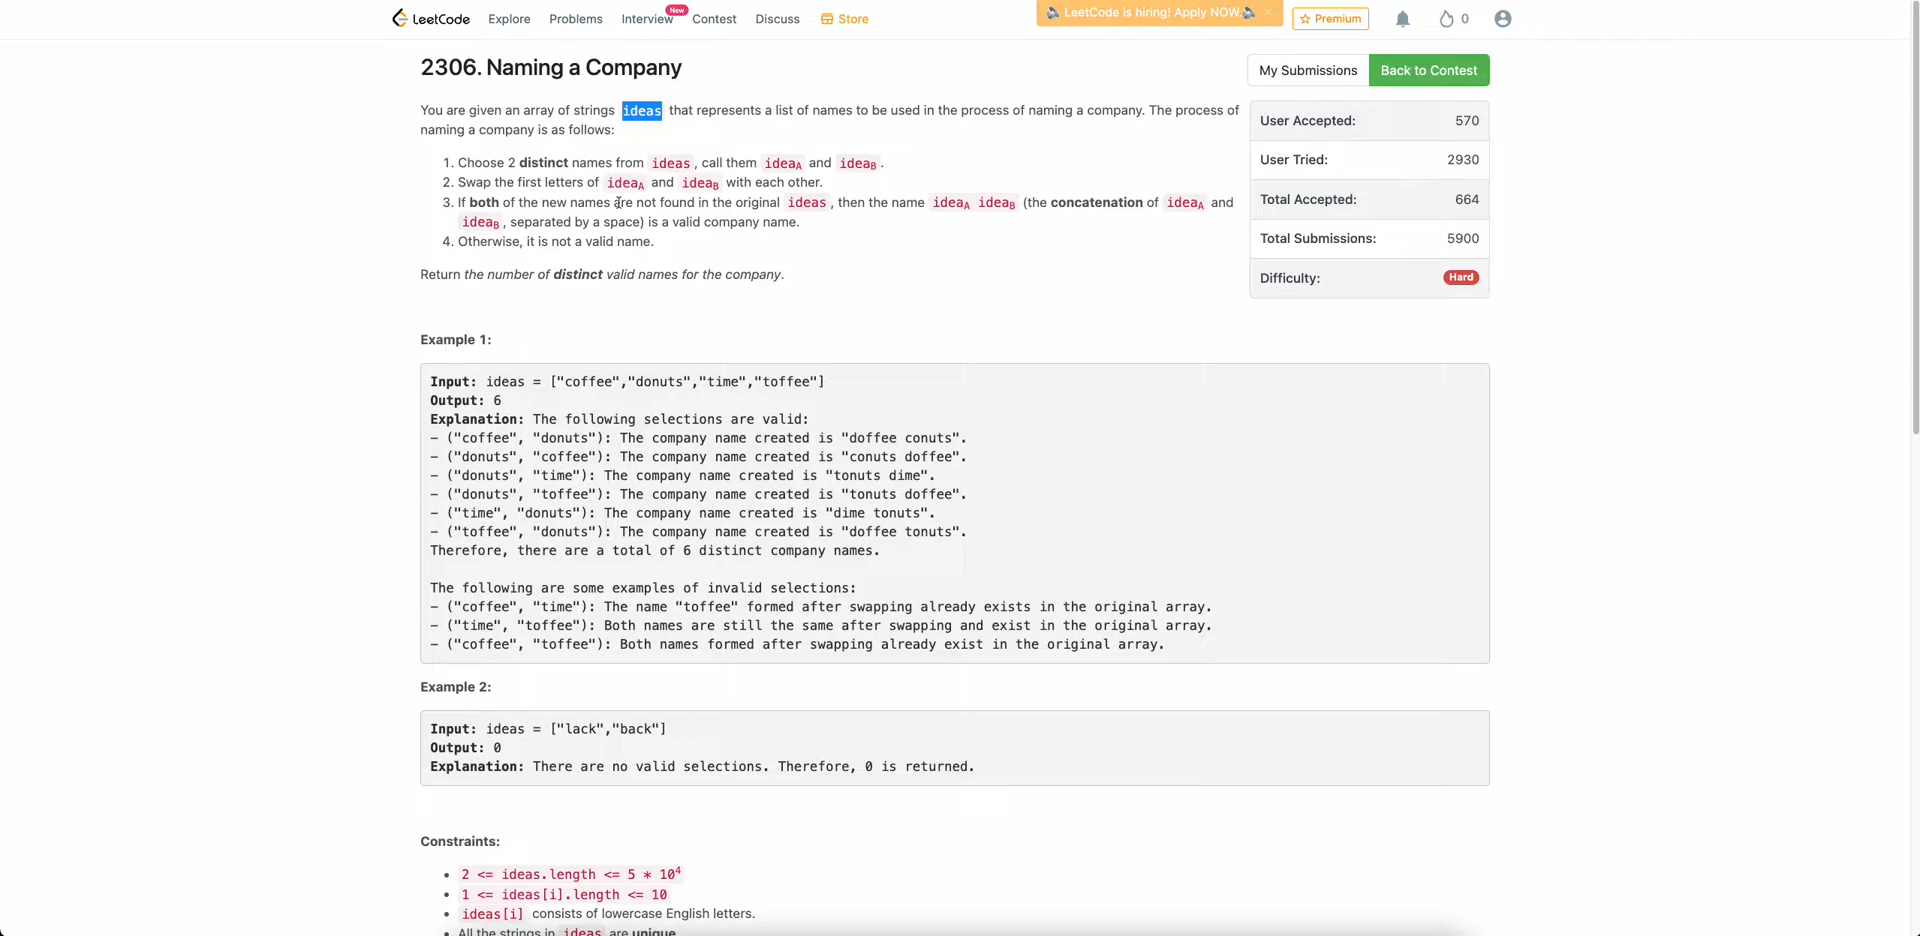 LeetCode Explore Problems Interview New Contest Discuss Store LeetCode is hiring! Apply NOW. × Premium 0
2306. Naming a Company
My Submissions Back to Contest
You are given an array of strings ideas that represents a list of names to be used in the process of naming a company. The process of
naming a company is as follows:
1. Choose 2 distinct names from ideas, call them ideaA and ideaB.
2. Swap the first letters of ideaA and ideaB with each other.
3. If both of the new names are not found in the original ideas, then the name ideaA ideaB (the concatenation of ideaA and
ideaB, separated by a space) is a valid company name.
4. Otherwise, it is not a valid name.
Return the number of distinct valid names for the company.
User Accepted: 570
User Tried: 2930
Total Accepted: 664
Total Submissions: 5900
Difficulty: Hard
Example 1:
Input: ideas = ["coffee","donuts","time","toffee"]
Output: 6
Explanation: The following selections are valid:
- ("coffee", "donuts"): The company name created is "doffee conuts".
- ("donuts", "coffee"): The company name created is "conuts doffee".
- ("donuts", "time"): The company name created is "tonuts dime".
- ("donuts", "toffee"): The company name created is "tonuts doffee".
- ("time", "donuts"): The company name created is "dime tonuts".
- ("toffee", "donuts"): The company name created is "doffee tonuts".
Therefore, there are a total of 6 distinct company names.
The following are some examples of invalid selections:
- ("coffee", "time"): The name "toffee" formed after swapping already exists in the original array.
- ("time", "toffee"): Both names are still the same after swapping and exist in the original array.
- ("coffee", "toffee"): Both names formed after swapping already exist in the original array.
Example 2:
Input: ideas = ["lack","back"]
Output: 0
Explanation: There are no valid selections. Therefore, 0 is returned.
Constraints:
• 2 <= ideas.length <= 5 * 10⁴
• 1 <= ideas[i].length <= 10
• ideas[i] consists of lowercase English letters.
• All the strings in ideas are unique.